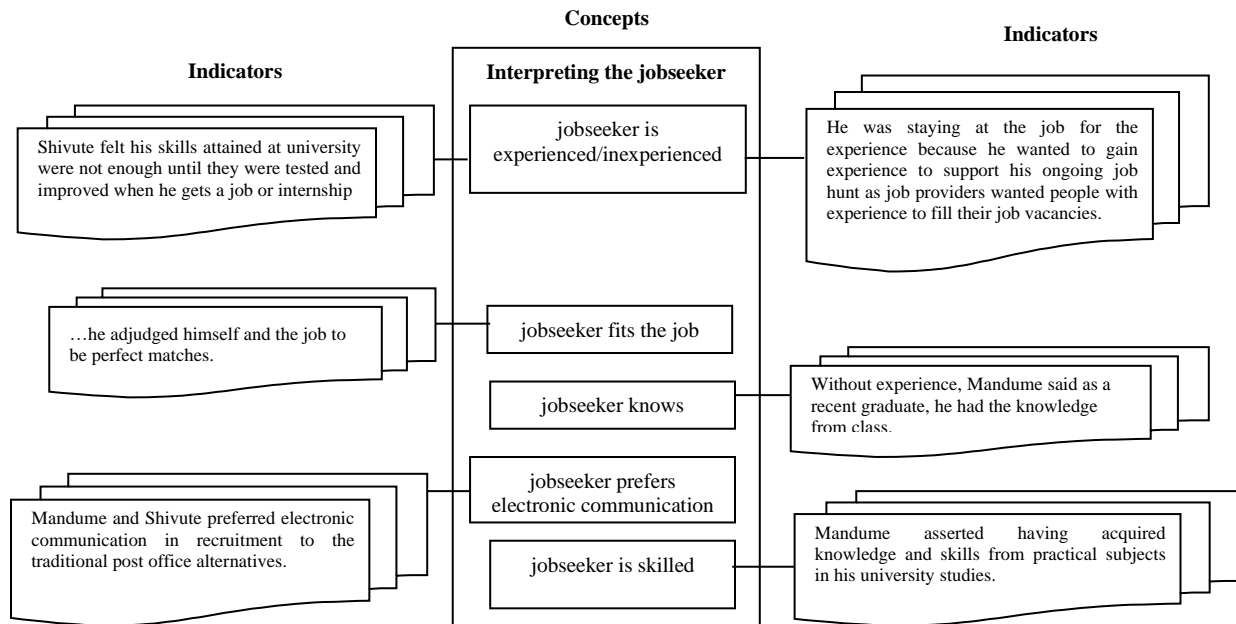 Concepts
Indicators
Indicators
Interpreting the jobseeker
Shivute felt his skills attained at university
were not enough until they were tested and
improved when he gets a job or internship
jobseeker is
experienced/inexperienced
He was staying at the job for the
experience because he wanted to gain
experience to support his ongoing job
hunt as job providers wanted people with
experience to fill their job vacancies.
…he adjudged himself and the job to
be perfect matches.
jobseeker fits the job
jobseeker knows
Without experience, Mandume said as a
recent graduate, he had the knowledge
from class.
jobseeker prefers
electronic communication
Mandume and Shivute preferred electronic
communication in recruitment to the
traditional post office alternatives.
jobseeker is skilled
Mandume asserted having acquired
knowledge and skills from practical subjects
in his university studies.